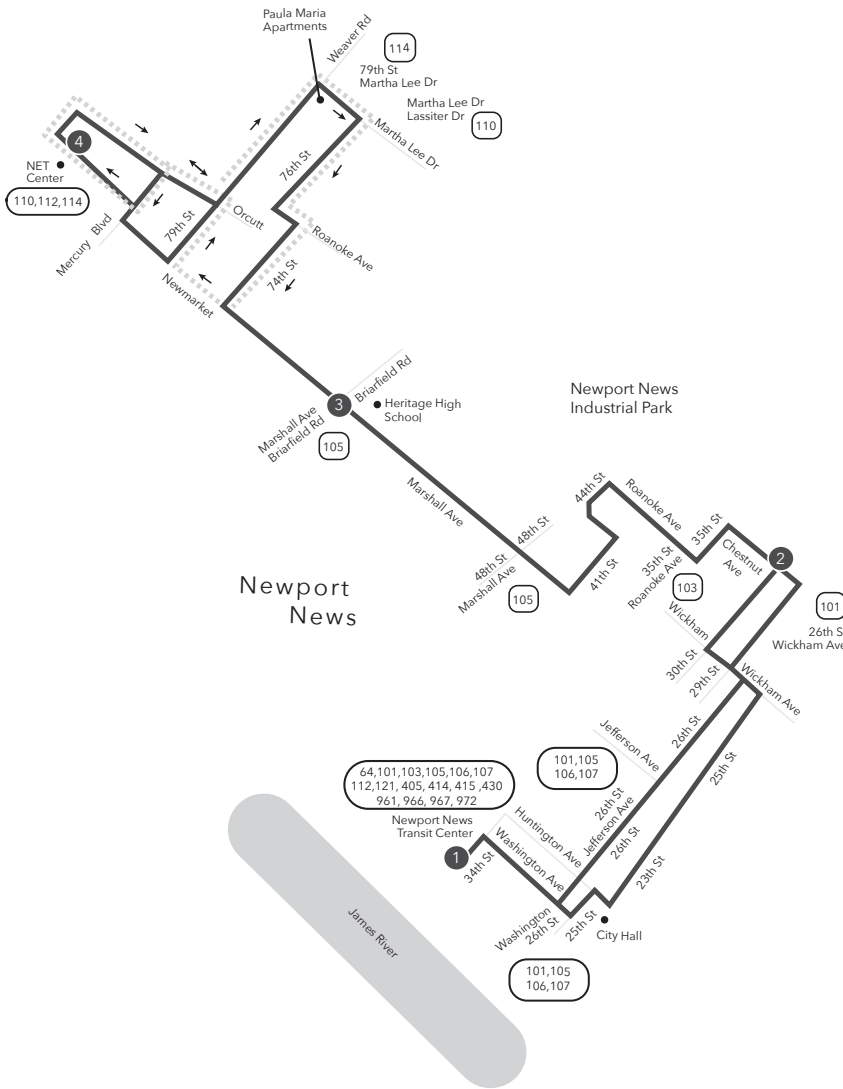 Paula Maria
Apartments
Weaver Rd
114
79th St
Martha Lee Dr
Martha Lee Dr
Lassiter Dr
110
Martha Lee Dr
4
NET
Center
110,112,114
76th St
79th St
Orcutt
Mercury Blvd
Roanoke Ave
Newmarket
74th St
Briarfield Rd
3
Heritage High
School
Marshall Ave
Briarfield Rd
105
Newport News
Industrial Park
Marshall Ave
44th St
Roanoke Ave
48th St
35th St
Chestnut
Ave
2
48th St
Marshall Ave
105
41th St
35th St
Roanoke Ave
103
Newport
News
101
26th S
Wickham Ave
Wickham
30th St
29th St
Wickham Ave
26th St
Jefferson Ave
25th St
101,105
106,107
64,101,103,105,106,107
112,121, 405, 414, 415 ,430
961, 966, 967, 972
Newport News
Transit Center
26th St
Jefferson Ave
Huntington Ave
Washington Ave
26th St
1
34th St
23th St
Washington
26th St
25th St
City Hall
James River
101,105
106,107